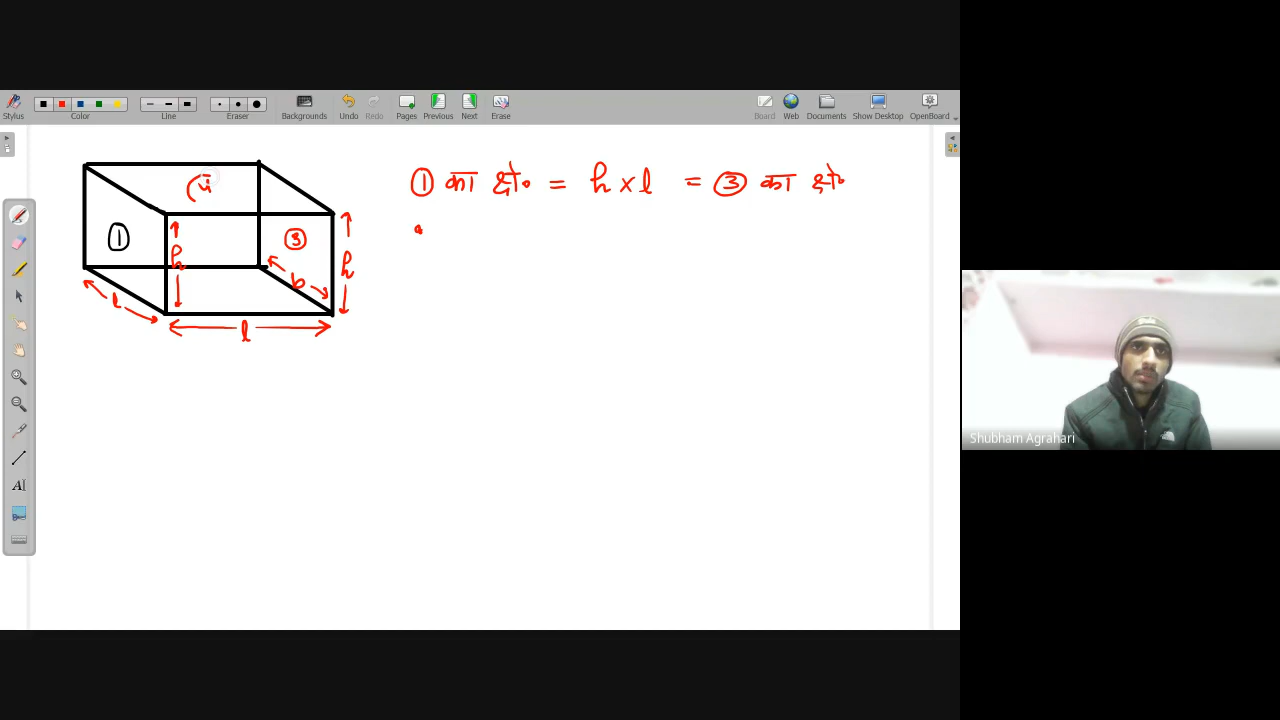 Stylus Color Line Eraser Backgrounds Undo Redo Pages Previous Next Erase Board Web Documents Show Desktop OpenBoard
① का क्षे० = h × l = ③ का क्षे०
① ③
h h
b
l
l
Shubham Agrahari